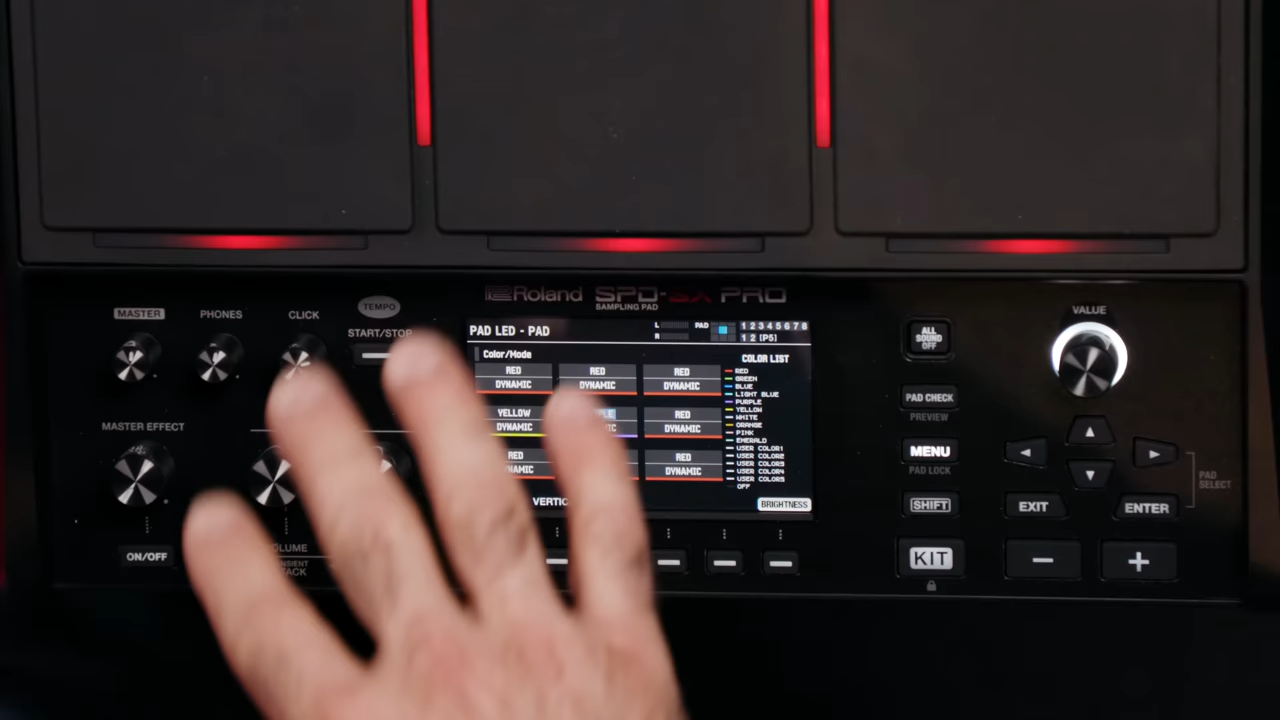 Roland SPD-SX PRO
SAMPLING PAD
MASTER
PHONES
CLICK
TEMPO
START/STOP
MASTER EFFECT
ON/OFF
PAD LED - PAD
L
R
PAD
1 2 3 4 5 6 7 8
1 2 [P5]
Color/Mode
COLOR LIST
RED RED RED
DYNAMIC DYNAMIC DYNAMIC
YELLOW RED
DYNAMIC DYNAMIC
RED RED
DYNAMIC DYNAMIC
RED
GREEN
BLUE
LIGHT BLUE
PURPLE
YELLOW
WHITE
ORANGE
PINK
EMERALD
USER COLOR1
USER COLOR2
USER COLOR3
USER COLOR4
USER COLOR5
OFF
BRIGHTNESS
ALL
SOUND
OFF
PAD CHECK
PREVIEW
MENU
PAD LOCK
SHIFT
KIT
VALUE
PAD
SELECT
EXIT
ENTER